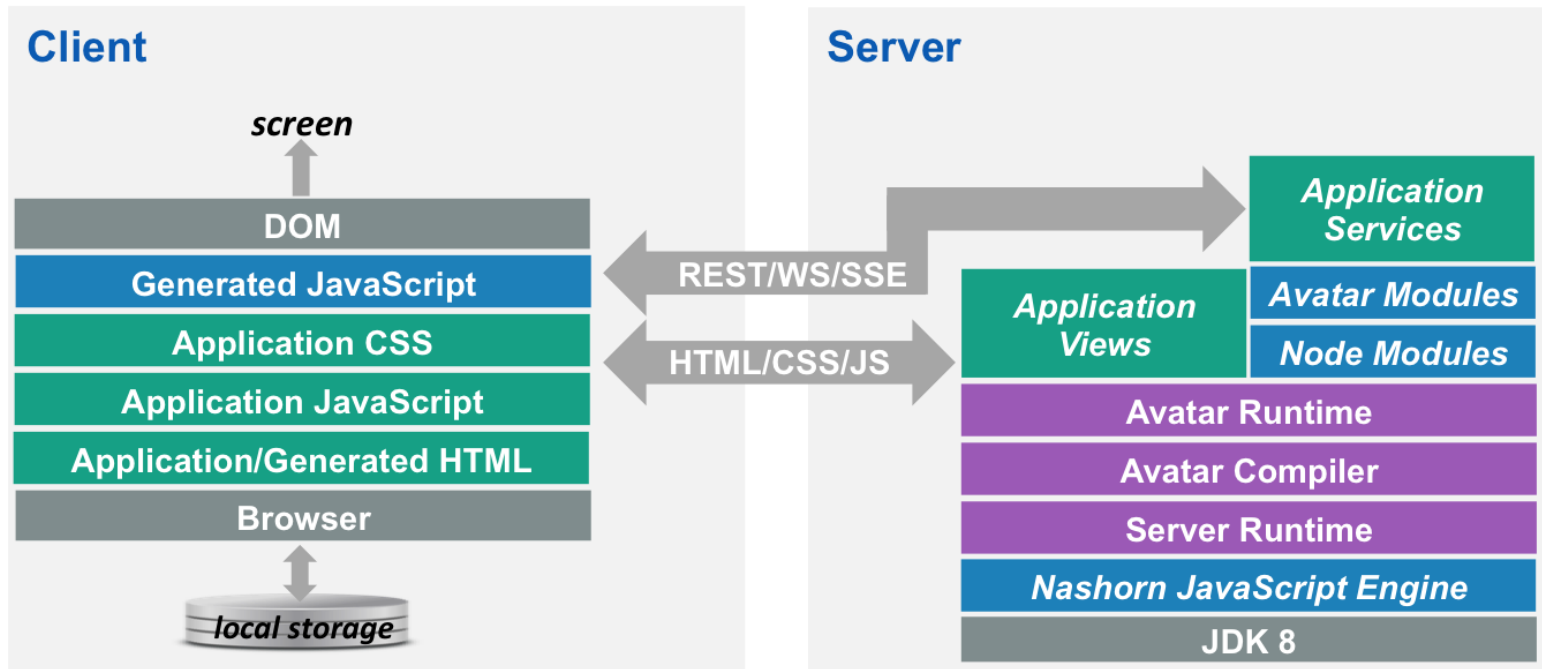 Client
screen
DOM
Generated JavaScript
Application CSS
Application JavaScript
Application/Generated HTML
Browser
local storage
REST/WS/SSE
HTML/CSS/JS
Server
Application
Services
Application
Views
Avatar Modules
Node Modules
Avatar Runtime
Avatar Compiler
Server Runtime
Nashorn JavaScript Engine
JDK 8